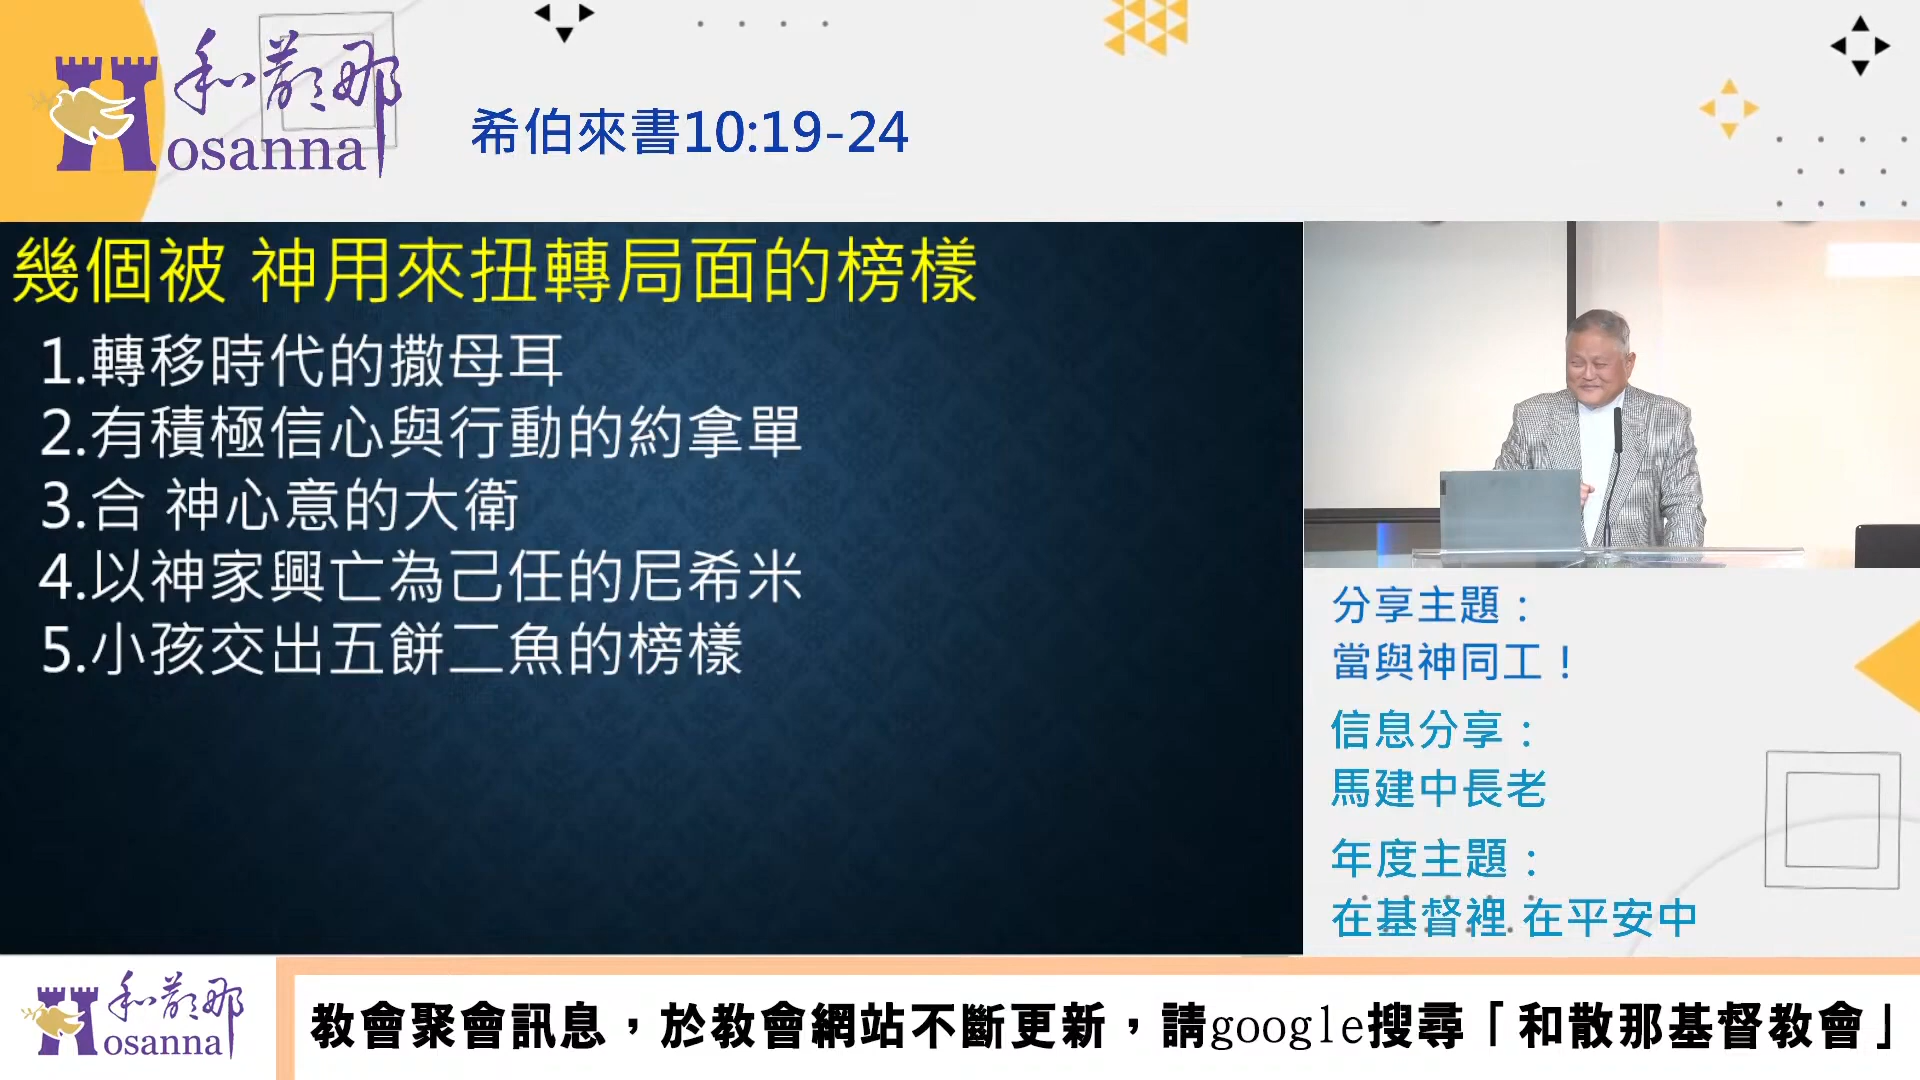 和散那
Hosanna
希伯來書10:19-24
幾個被 神用來扭轉局面的榜樣
1.轉移時代的撒母耳
2.有積極信心與行動的約拿單
3.合 神心意的大衛
4.以神家興亡為己任的尼希米
5.小孩交出五餅二魚的榜樣
分享主題：
當與神同工！
信息分享：
馬建中長老
年度主題：
在基督裡 在平安中
和散那
Hosanna
教會聚會訊息，於教會網站不斷更新，請google搜尋「和散那基督教會」